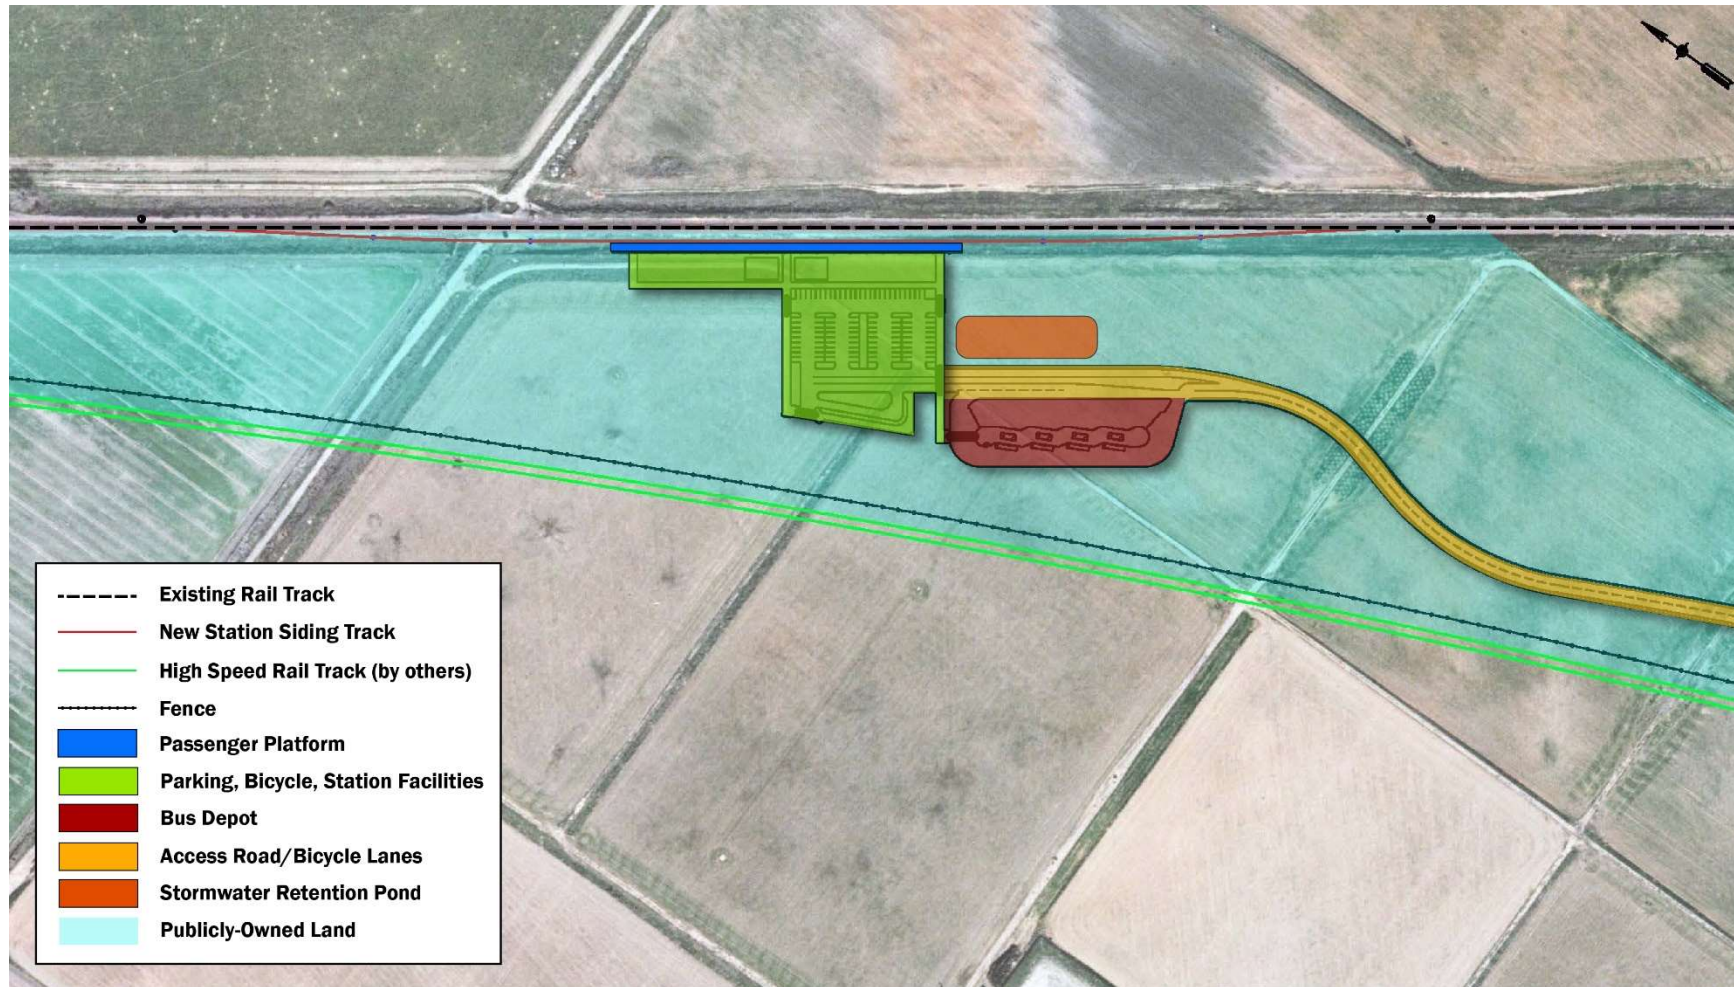 Existing Rail Track
New Station Siding Track
High Speed Rail Track (by others)
Fence
Passenger Platform
Parking, Bicycle, Station Facilities
Bus Depot
Access Road/Bicycle Lanes
Stormwater Retention Pond
Publicly-Owned Land